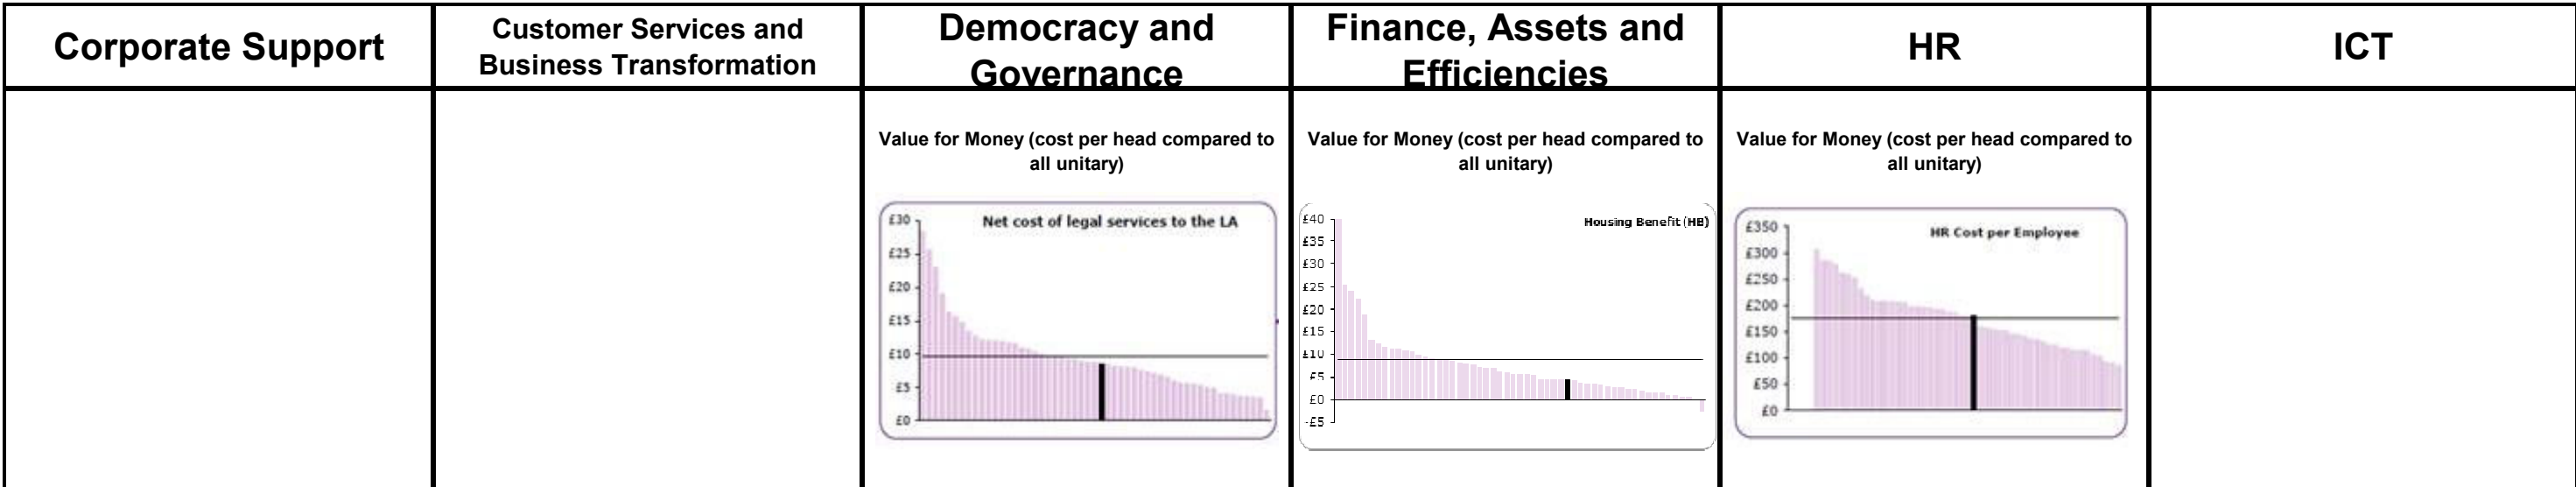 Corporate Support
Customer Services and
Business Transformation
Democracy and
Governance
Finance, Assets and
Efficiencies
HR
ICT
Value for Money (cost per head compared to
all unitary)
Net cost of legal services to the LA
£30
£25
£20
£15
£10
£5
£0
Value for Money (cost per head compared to
all unitary)
Housing Benefit (HB)
£40
£35
£30
£25
£20
£15
£10
£5
£0
-£5
Value for Money (cost per head compared to
all unitary)
HR Cost per Employee
£350
£300
£250
£200
£150
£100
£50
£0